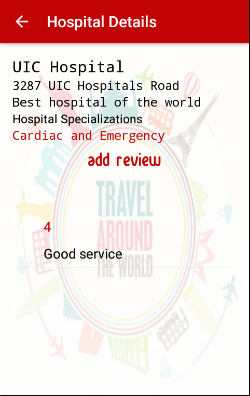 Hospital Details
UIC Hospital
3287 UIC Hospitals Road
Best hospital of the world
Hospital Specializations
Cardiac and Emergency
add review
TRAVEL
AROUND
THE WORLD
4
Good service